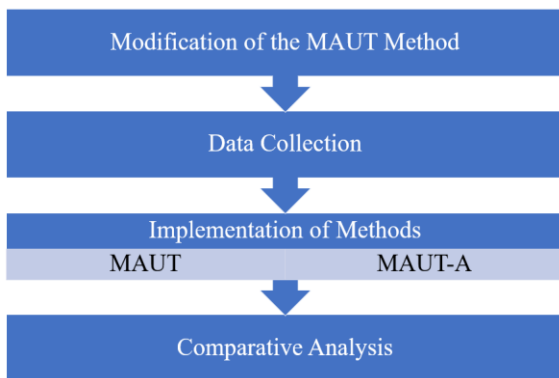 Modification of the MAUT Method
Data Collection
Implementation of Methods
MAUT
MAUT-A
Comparative Analysis